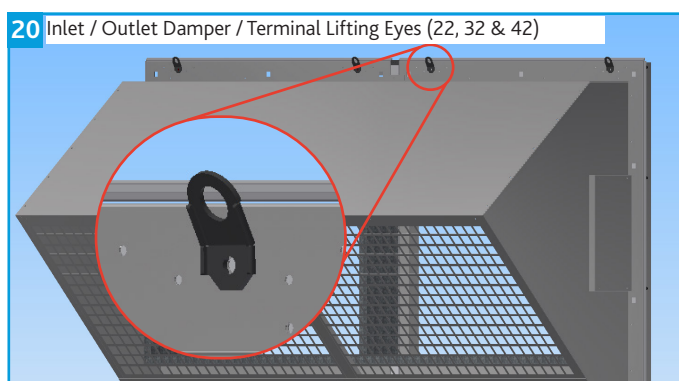 20 Inlet / Outlet Damper / Terminal Lifting Eyes (22, 32 & 42)